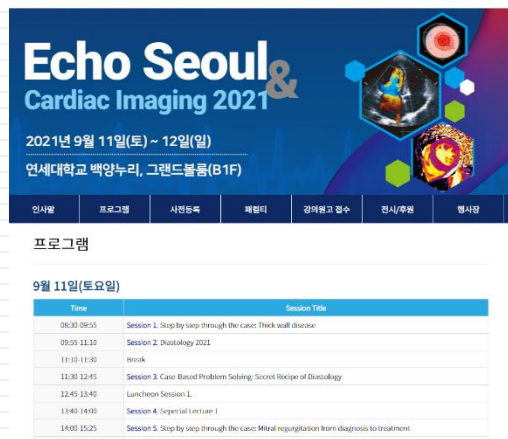 Echo Seoul&
Cardiac Imaging 2021
2021년 9월 11일(토) ~ 12일(일)
연세대학교 백양누리, 그랜드볼룸(B1F)
인사말 프로그램 사전등록 패컬티 강의원고 접수 전시/후원 행사장
프로그램
9월 11일(토요일)
Time Session Title
08:30-09:55 Session 1. Step by step through the case: Thick wall disease
09:55-11:10 Session 2. Diastology 2021
11:10-11:30 Break
11:30-12:45 Session 3. Case-Based Problem Solving: Secret Recipe of Diastology
12:45-13:40 Luncheon Session 1.
13:40-14:00 Session 4. Sepecial Lecture 1
14:00-15:25 Session 5. Step by step through the case: Mitral regurgitation from diagnosis to treatment